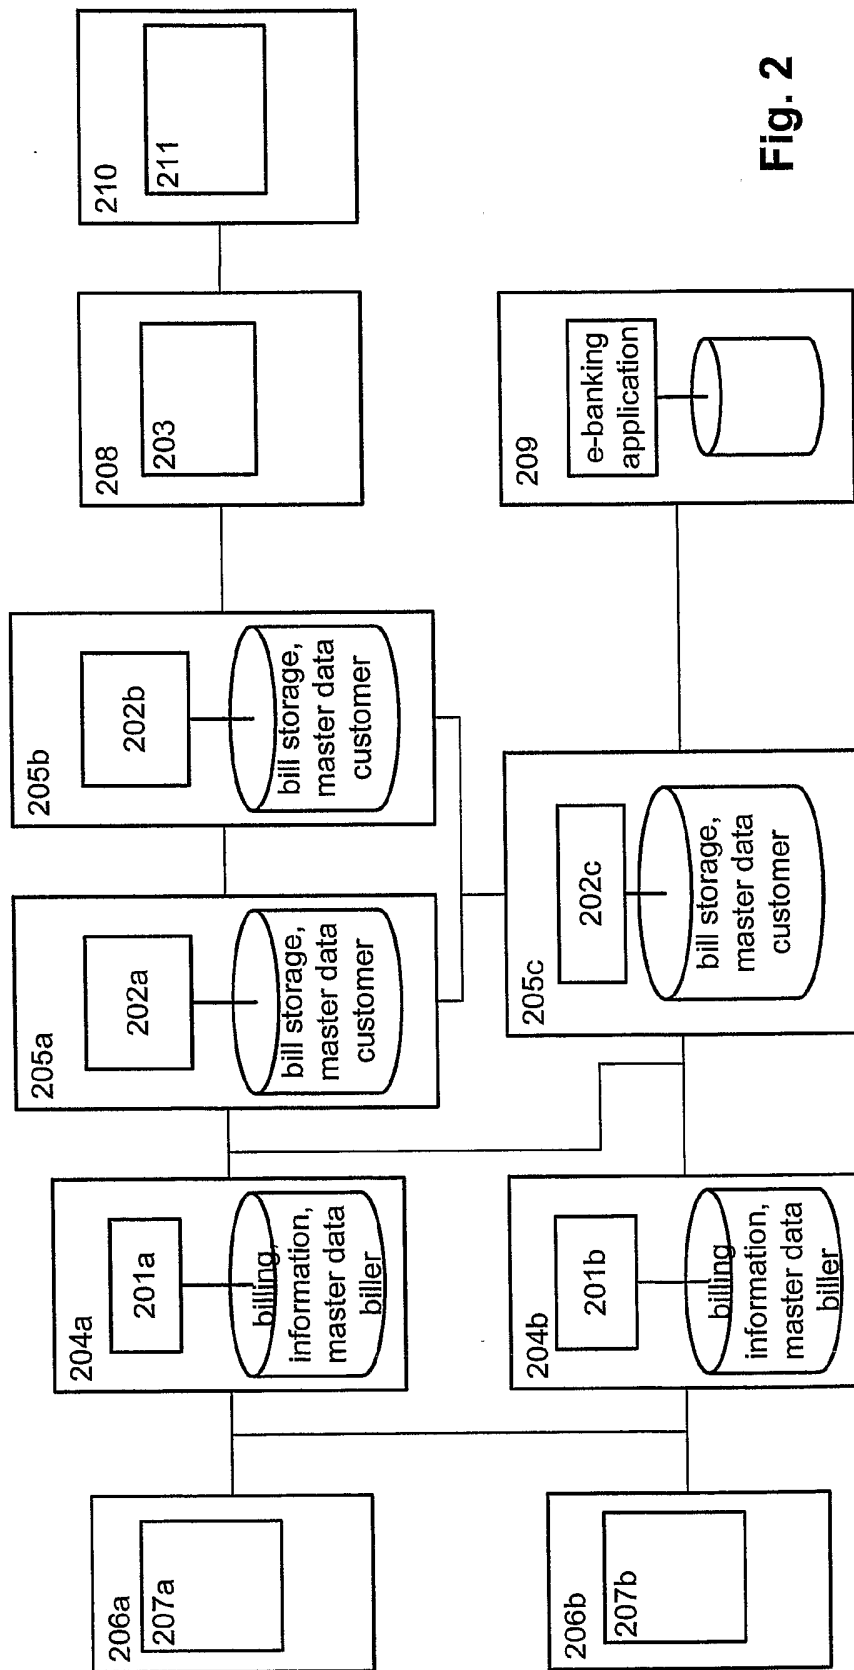 206a
207a
204a
201a
billing,
information,
master data
biller
205a
202a
bill storage,
master data
customer
205b
202b
bill storage,
master data
customer
208
203
210
211
206b
207b
204b
201b
billing
information,
master data
biller
205c
202c
bill storage,
master data
customer
209
e-banking
application
Fig. 2